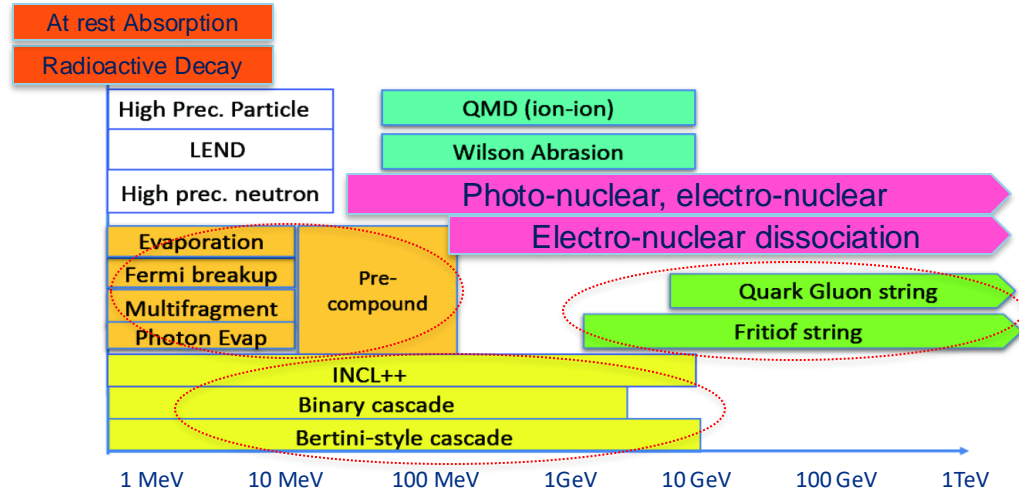 At rest Absorption
Radioactive Decay
High Prec. Particle
QMD (ion-ion)
LEND
Wilson Abrasion
High prec. neutron
Photo-nuclear, electro-nuclear
Electro-nuclear dissociation
Evaporation
Fermi breakup
Multifragment
Photon Evap
Pre-
compound
Quark Gluon string
Fritiof string
INCL++
Binary cascade
Bertini-style cascade
1 MeV 10 MeV 100 MeV 1GeV 10 GeV 100 GeV 1TeV